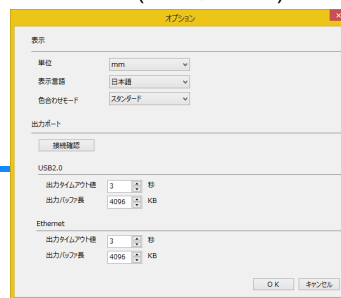 オプション
表示
単位 mm
表示言語 日本語
色合わせモード スタンダード
出力ポート
接続確認
USB2.0
出力タイムアウト値 3 秒
出力バッファ長 4096 KB
Ethernet
出力タイムアウト値 3 秒
出力バッファ長 4096 KB
OK キャンセル